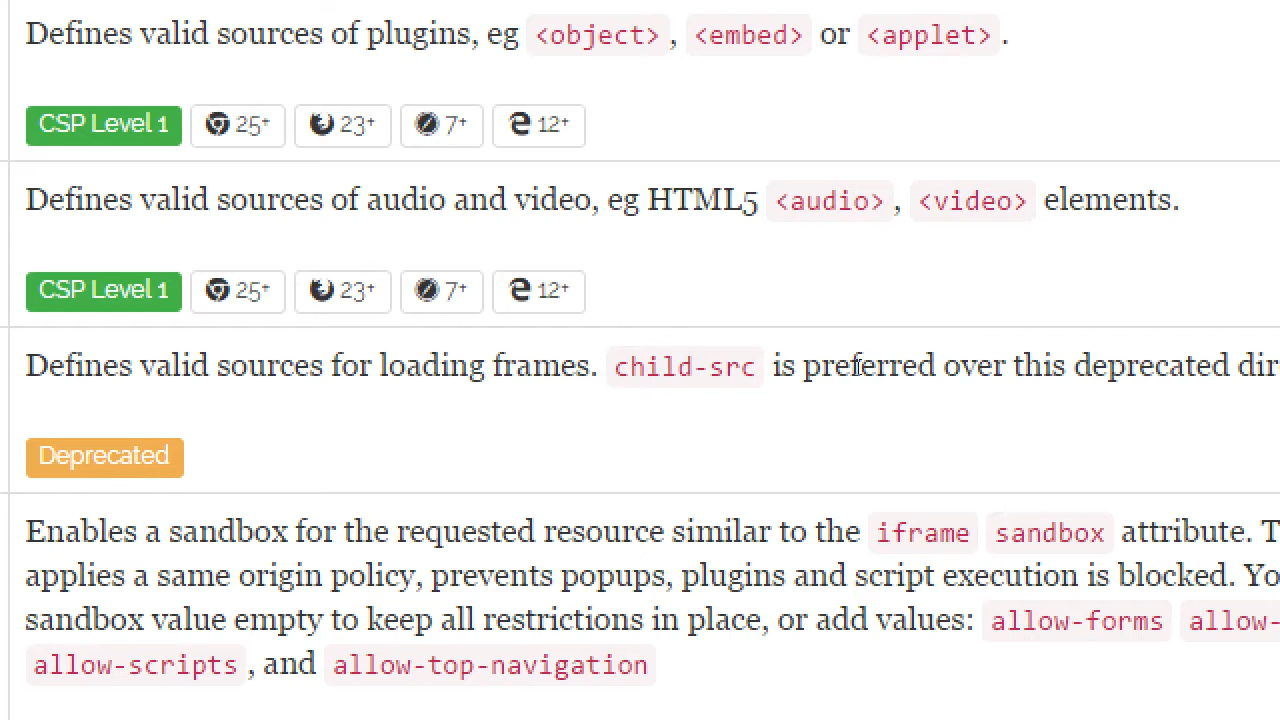 Defines valid sources of plugins, eg <object>, <embed> or <applet>.
CSP Level 1 25+ 23+ 7+ 12+
Defines valid sources of audio and video, eg HTML5 <audio>, <video> elements.
CSP Level 1 25+ 23+ 7+ 12+
Defines valid sources for loading frames. child-src is preferred over this deprecated dir
Deprecated
Enables a sandbox for the requested resource similar to the iframe sandbox attribute. T
applies a same origin policy, prevents popups, plugins and script execution is blocked. Yo
sandbox value empty to keep all restrictions in place, or add values: allow-forms allow-
allow-scripts, and allow-top-navigation